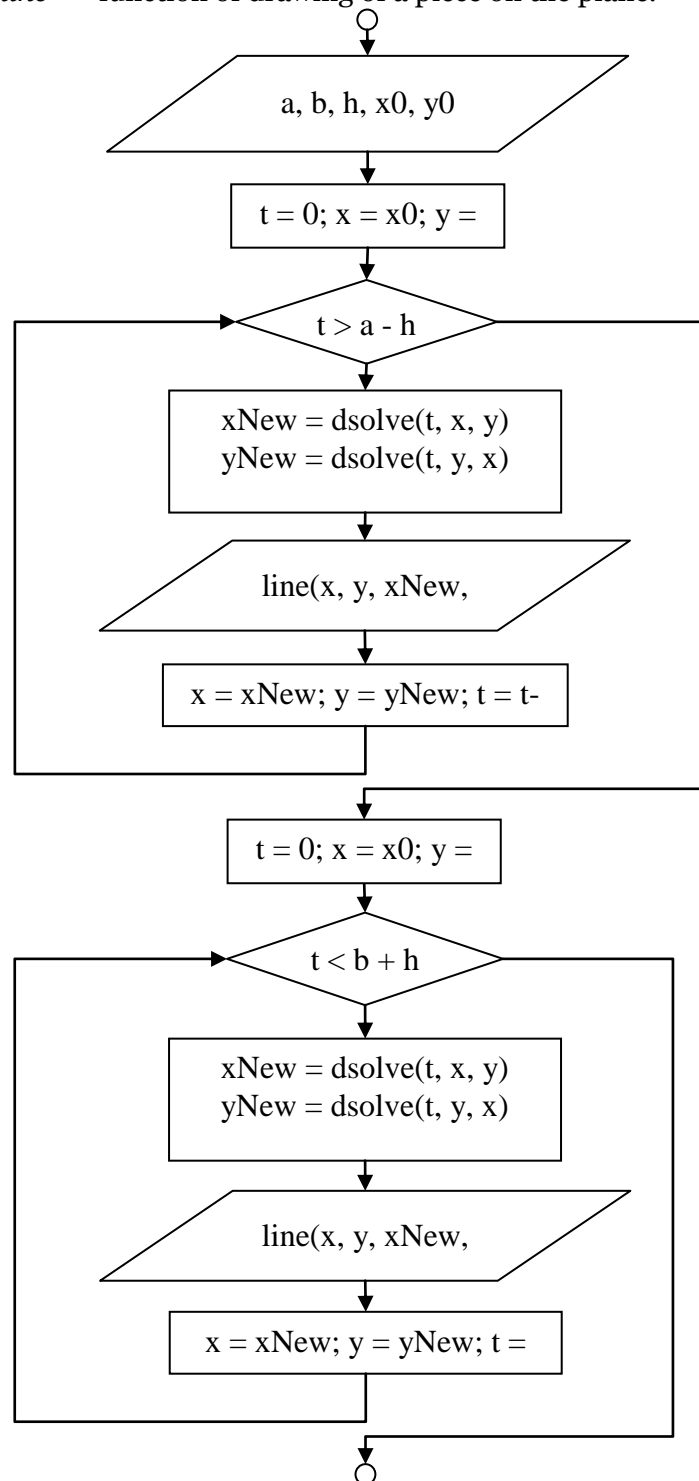 function of drawing of a piece on the plane.
a, b, h, x0, y0
t = 0; x = x0; y =
t > a - h
xNew = dsolve(t, x, y)
yNew = dsolve(t, y, x)
line(x, y, xNew,
x = xNew; y = yNew; t = t-
t = 0; x = x0; y =
t < b + h
xNew = dsolve(t, x, y)
yNew = dsolve(t, y, x)
line(x, y, xNew,
x = xNew; y = yNew; t =